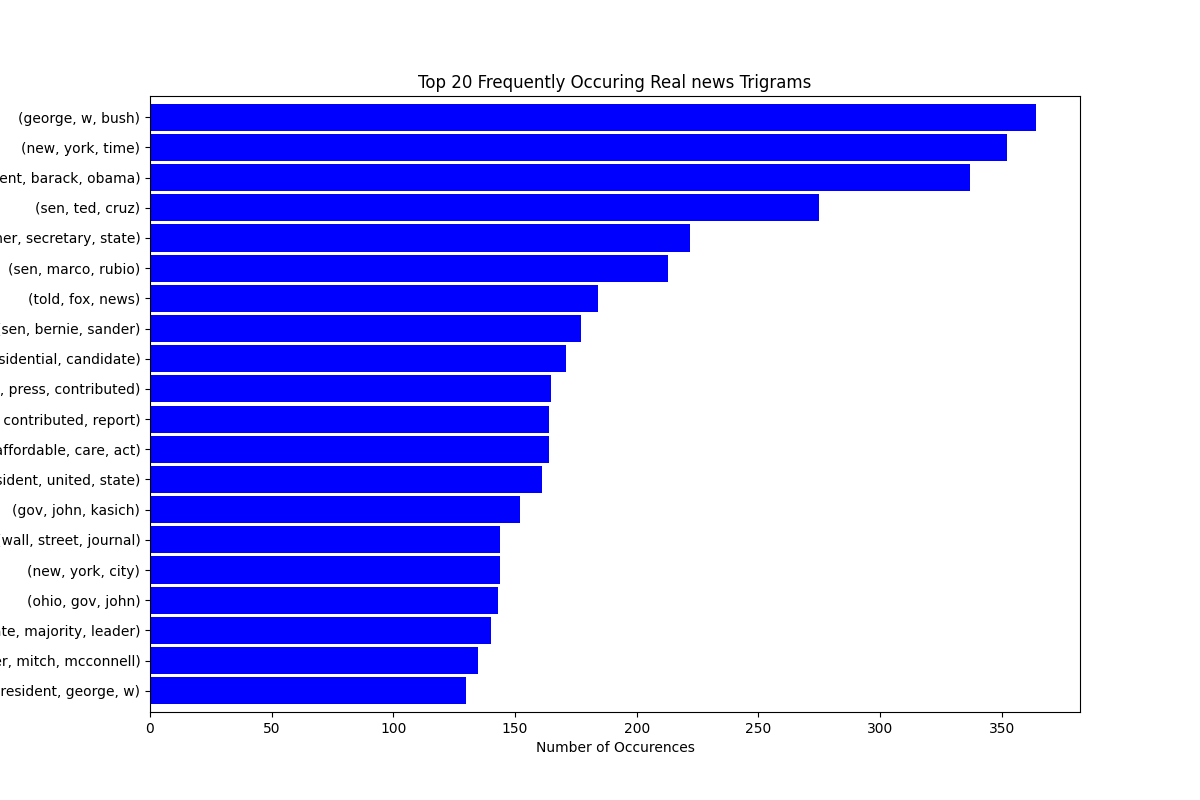 Top 20 Frequently Occuring Real news Trigrams
(george, w, bush)
(new, york, time)
ent, barack, obama)
(sen, ted, cruz)
ner, secretary, state)
(sen, marco, rubio)
(told, fox, news)
sen, bernie, sander)
sidential, candidate)
, press, contributed)
contributed, report)
affordable, care, act)
sident, united, state)
(gov, john, kasich)
wall, street, journal)
(new, york, city)
(ohio, gov, john)
te, majority, leader)
er, mitch, mcconnell)
resident, george, w)
0 50 100 150 200 250 300 350
Number of Occurences